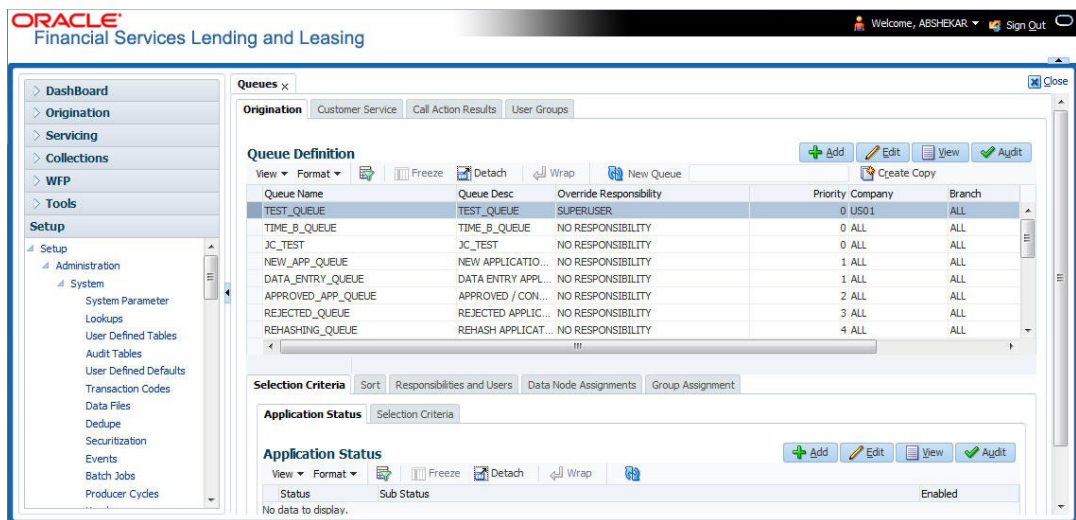 ORACLE
Financial Services Lending and Leasing
Welcome, ABSHEKAR
Sign Out
DashBoard
Origination
Servicing
Collections
WFP
Tools
Setup
Setup
Administration
System
System Parameter
Lookups
User Defined Tables
Audit Tables
User Defined Defaults
Transaction Codes
Data Files
Dedupe
Securitization
Events
Batch Jobs
Producer Cycles
Queues
Close
Origination Customer Service Call Action Results User Groups
Queue Definition
Add Edit View Audit
View Format Freeze Detach Wrap New Queue Create Copy
Queue Name Queue Desc Override Responsibility Priority Company Branch
TEST_QUEUE TEST_QUEUE SUPERUSER 0 US01 ALL
TIME_B_QUEUE TIME_B_QUEUE NO RESPONSIBILITY 0 ALL ALL
JC_TEST JC_TEST NO RESPONSIBILITY 0 ALL ALL
NEW_APP_QUEUE NEW APPLICATIO... NO RESPONSIBILITY 1 ALL ALL
DATA_ENTRY_QUEUE DATA ENTRY APPL... NO RESPONSIBILITY 1 ALL ALL
APPROVED_APP_QUEUE APPROVED / CON... NO RESPONSIBILITY 2 ALL ALL
REJECTED_QUEUE REJECTED APPLIC... NO RESPONSIBILITY 3 ALL ALL
REHASHING_QUEUE REHASH APPLICAT... NO RESPONSIBILITY 4 ALL ALL
Selection Criteria Sort Responsibilities and Users Data Node Assignments Group Assignment
Application Status Selection Criteria
Application Status
Add Edit View Audit
View Format Freeze Detach Wrap
Status Sub Status Enabled
No data to display.